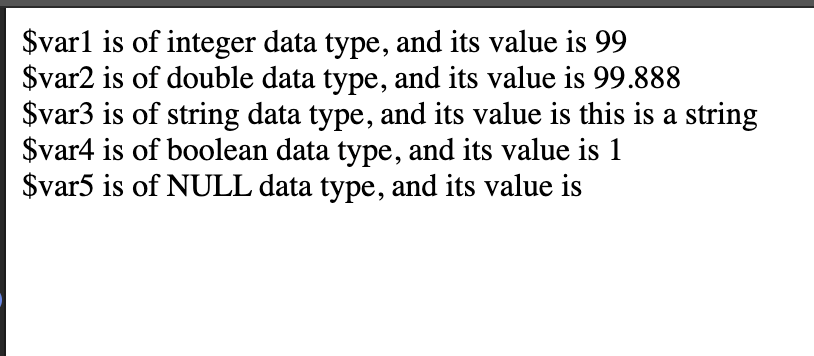 $var1 is of integer data type, and its value is 99
$var2 is of double data type, and its value is 99.888
$var3 is of string data type, and its value is this is a string
$var4 is of boolean data type, and its value is 1
$var5 is of NULL data type, and its value is